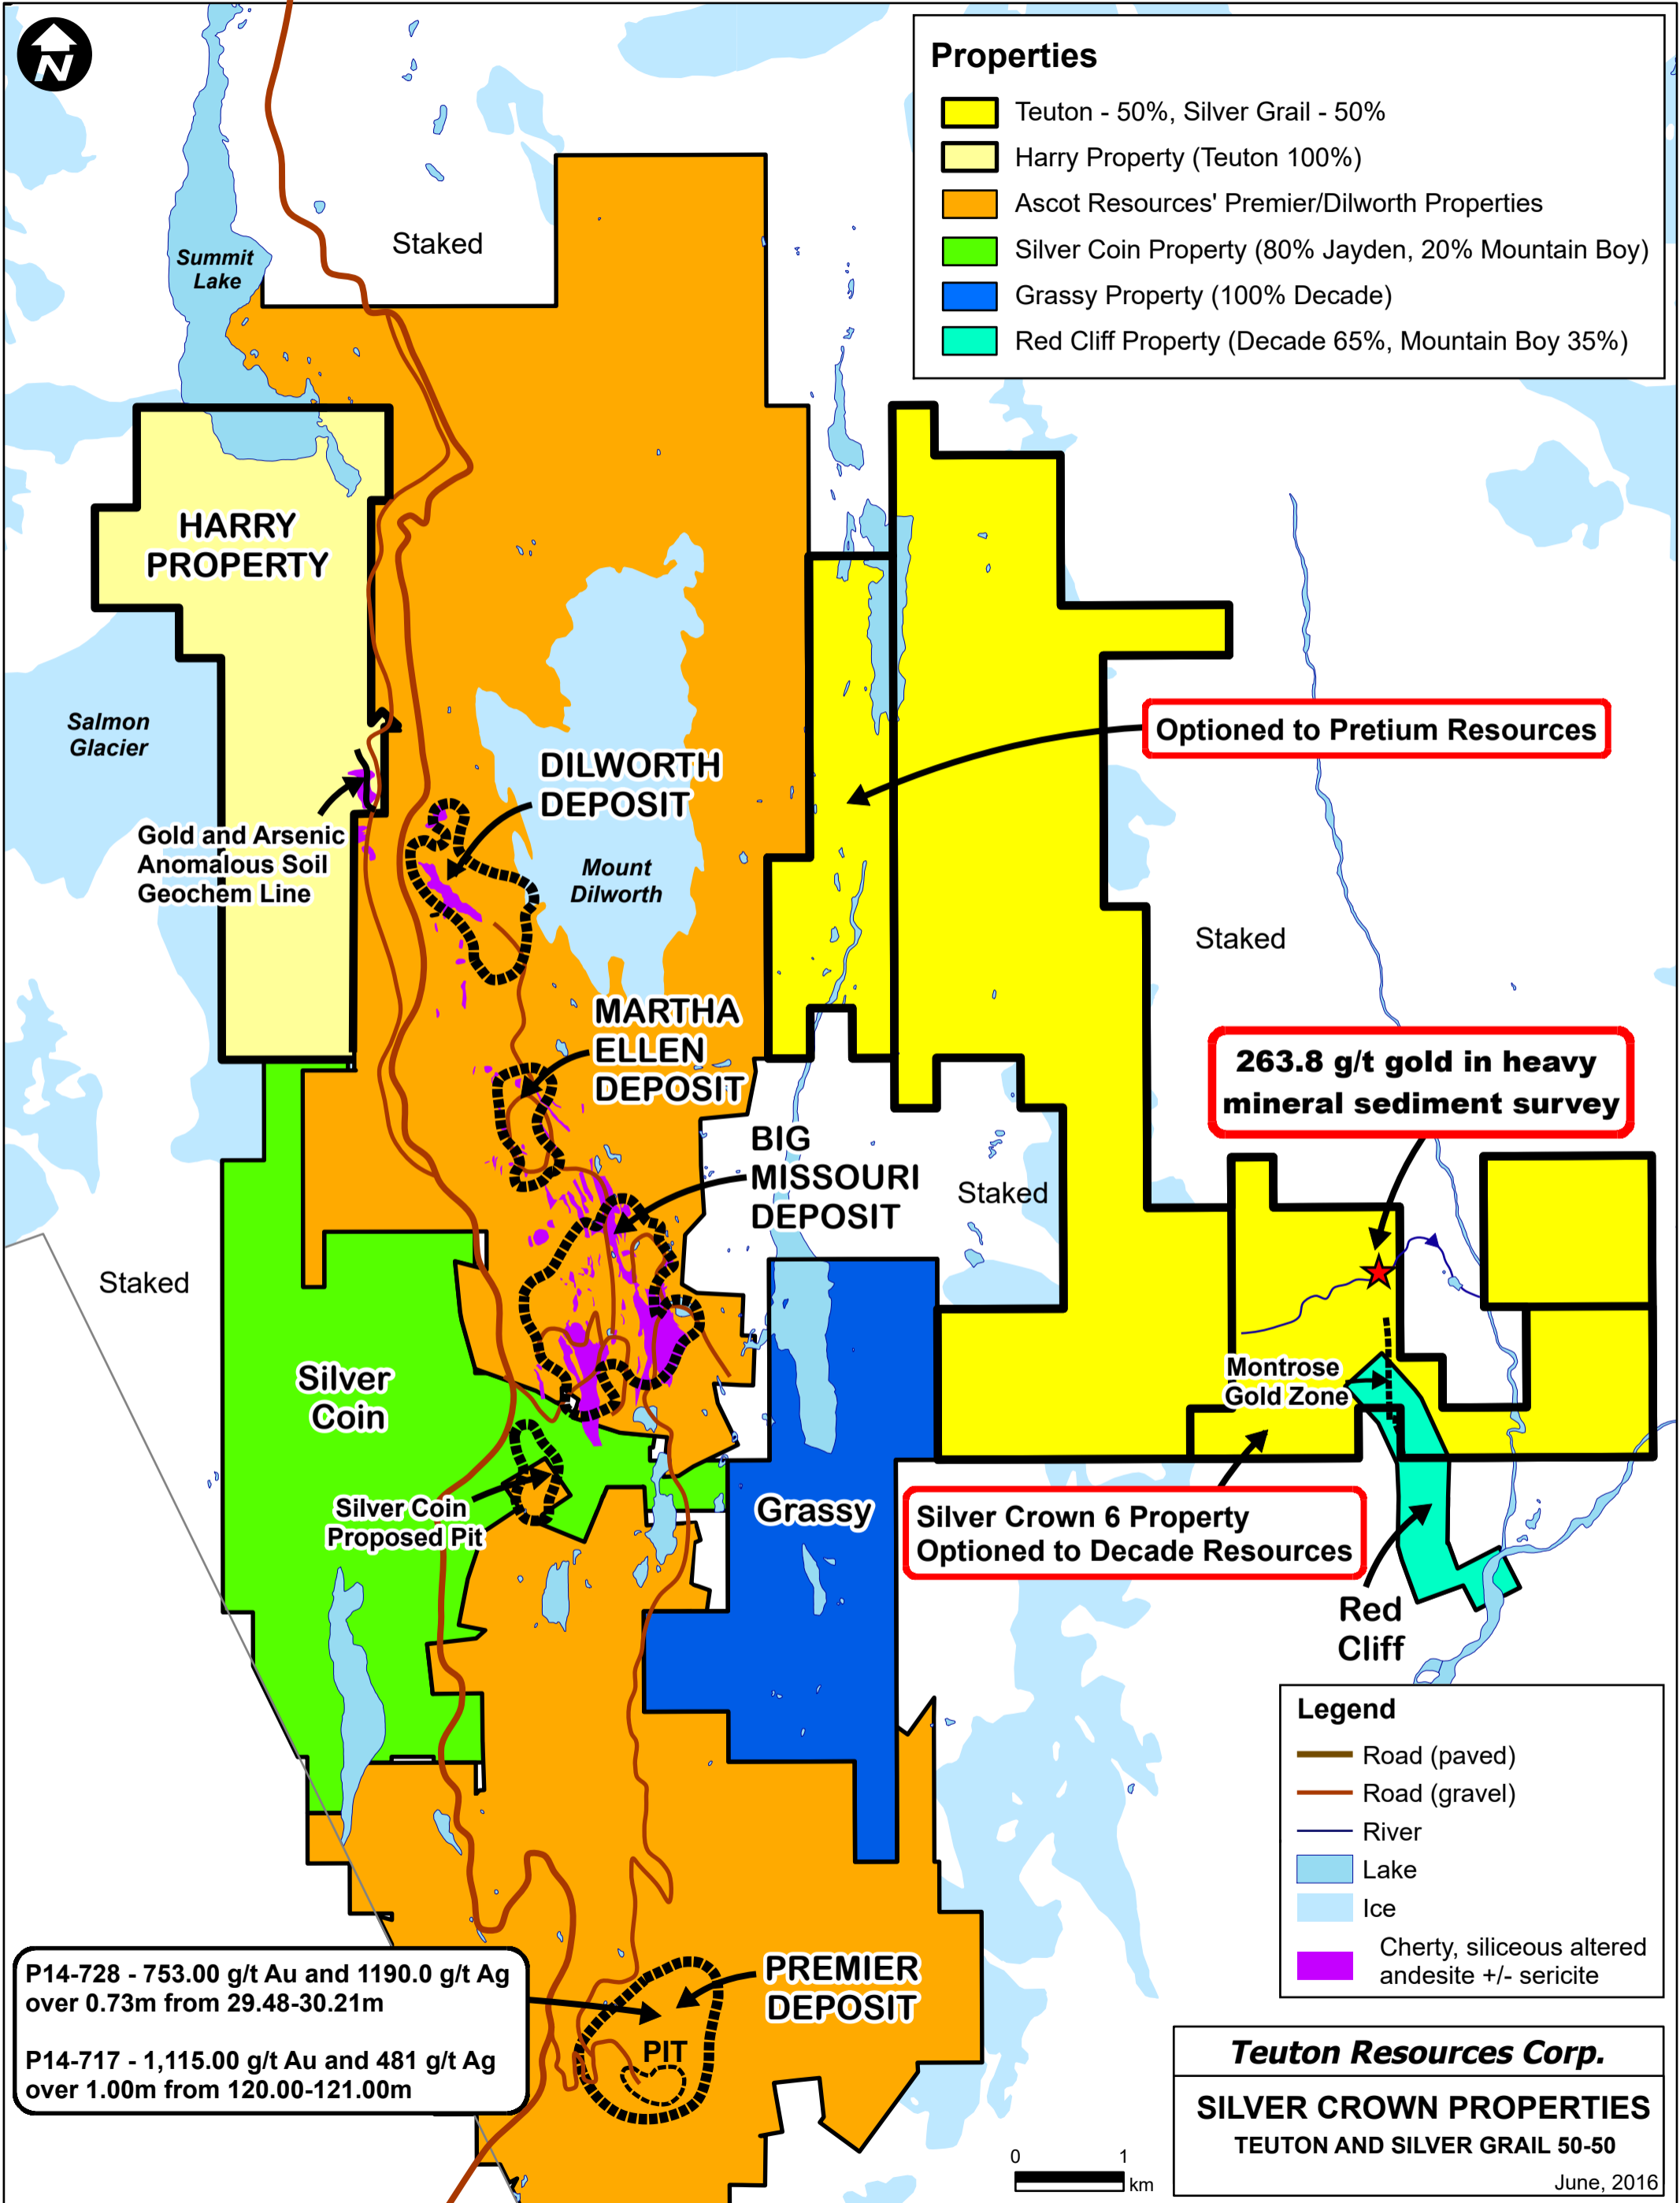 N
Properties
Teuton - 50%, Silver Grail - 50%
Harry Property (Teuton 100%)
Ascot Resources' Premier/Dilworth Properties
Silver Coin Property (80% Jayden, 20% Mountain Boy)
Grassy Property (100% Decade)
Red Cliff Property (Decade 65%, Mountain Boy 35%)
Staked
Summit
Lake
HARRY
PROPERTY
Salmon
Glacier
Optioned to Pretium Resources
DILWORTH
DEPOSIT
Gold and Arsenic
Anomalous Soil
Geochem Line
Mount
Dilworth
Staked
MARTHA
ELLEN
DEPOSIT
263.8 g/t gold in heavy
mineral sediment survey
BIG
MISSOURI
DEPOSIT
Staked
Staked
Silver
Coin
Montrose
Gold Zone
Silver Coin
Proposed Pit
Grassy
Silver Crown 6 Property
Optioned to Decade Resources
Red
Cliff
Legend
Road (paved)
Road (gravel)
River
Lake
Ice
Cherty, siliceous altered
andesite +/- sericite
P14-728 - 753.00 g/t Au and 1190.0 g/t Ag
over 0.73m from 29.48-30.21m
P14-717 - 1,115.00 g/t Au and 481 g/t Ag
over 1.00m from 120.00-121.00m
PREMIER
DEPOSIT
PIT
0 1
km
Teuton Resources Corp.
SILVER CROWN PROPERTIES
TEUTON AND SILVER GRAIL 50-50
June, 2016